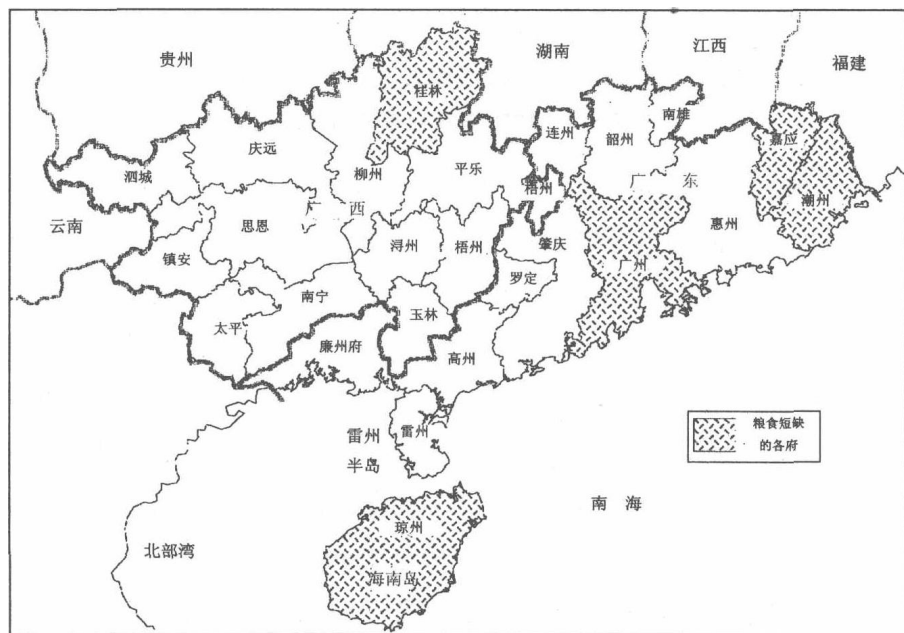 贵州
湖南
江西
福建
桂林
南雄
连州
韶州
嘉应
庆远
泗城
柳州
平乐
梧州
广东
潮州
广西
云南
思恩
惠州
镇安
浔州
梧州
肇庆
广州
罗定
南宁
太平
玉林
廉州府
高州
雷州
雷州
半岛
粮食短缺
的各府
南海
琼州
北部湾
海南岛